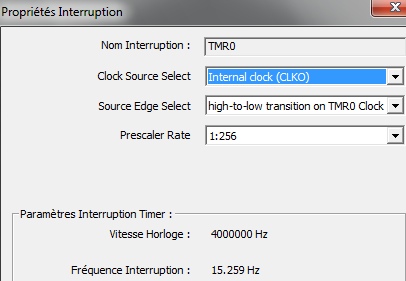 Propriétés Interruption
Nom Interruption : TMR0
Clock Source Select Internal clock (CLKO)
Source Edge Select high-to-low transition on TMR0 Clock
Prescaler Rate 1:256
Paramètres Interruption Timer :
Vitesse Horloge : 4000000 Hz
Fréquence Interruption : 15.259 Hz